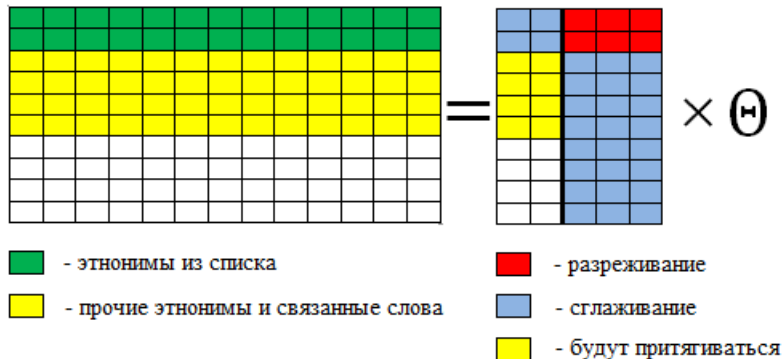 = × Θ
- этнонимы из списка
- прочие этнонимы и связанные слова
- разреживание
- сглаживание
- будут притягиваться